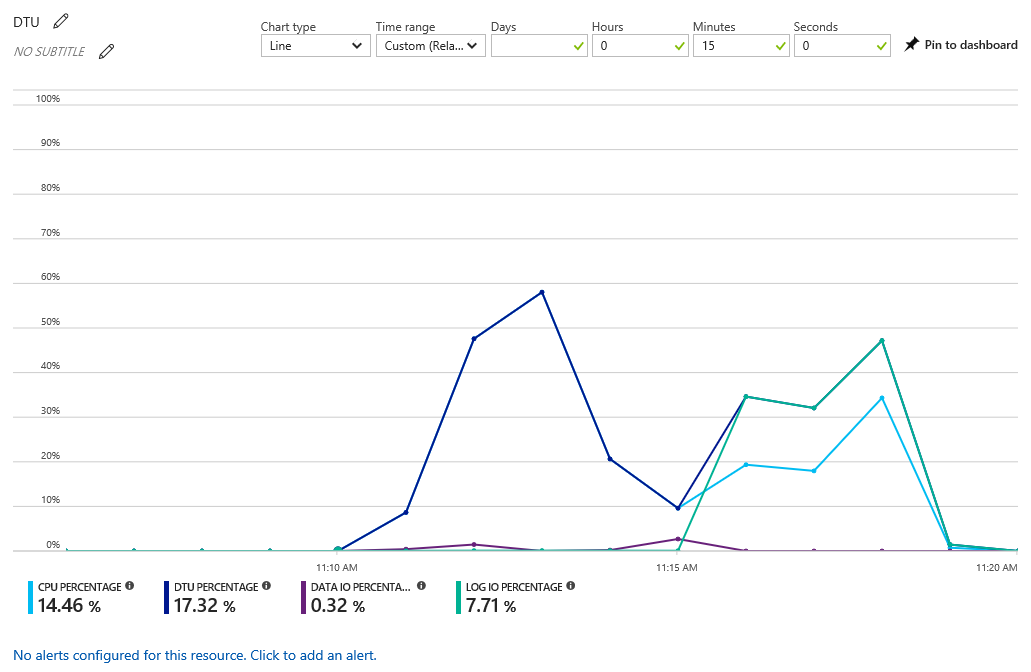 DTU
NO SUBTITLE
Chart type Time range Days Hours Minutes Seconds
Line Custom (Rela... 0 15 0
Pin to dashboard
100%
90%
80%
70%
60%
50%
40%
30%
20%
10%
0%
11:10 AM 11:15 AM 11:20 AM
CPU PERCENTAGE DTU PERCENTAGE DATA IO PERCENTA... LOG IO PERCENTAGE
14.46 % 17.32 % 0.32 % 7.71 %
No alerts configured for this resource. Click to add an alert.